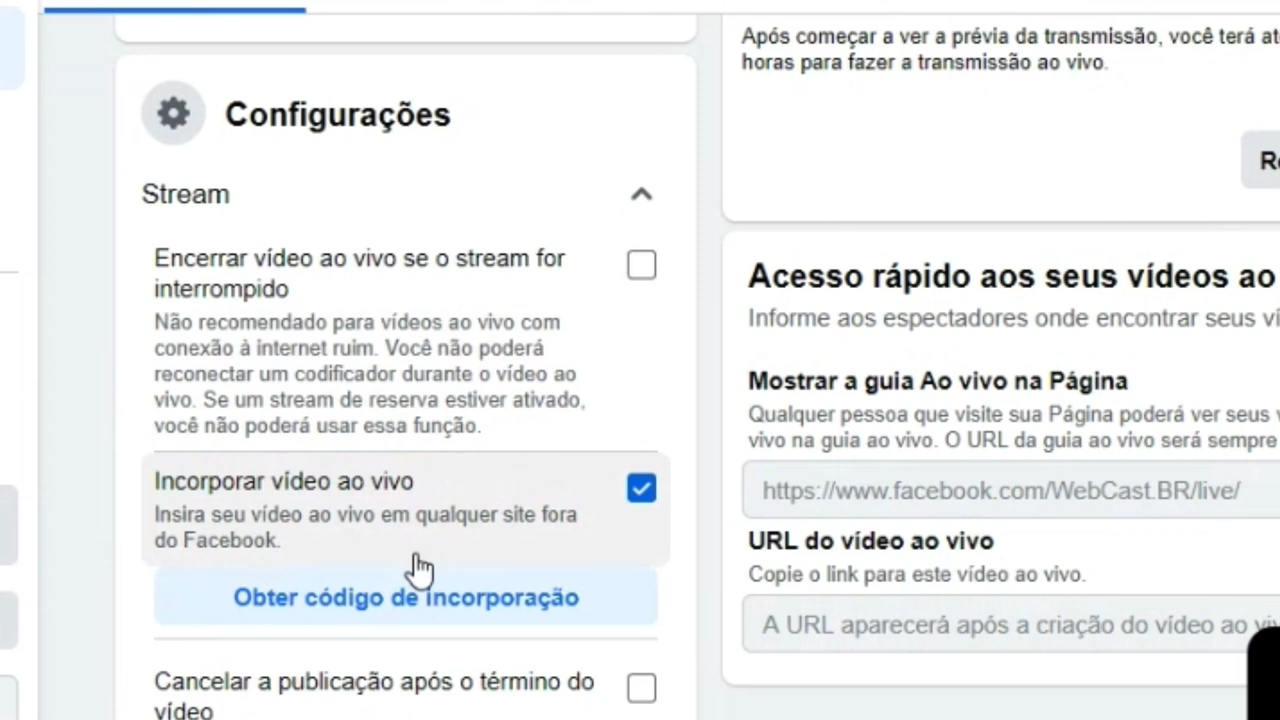 Configurações
Stream
Encerrar vídeo ao vivo se o stream for
interrompido
Não recomendado para vídeos ao vivo com
conexão à internet ruim. Você não poderá
reconectar um codificador durante o vídeo ao
vivo. Se um stream de reserva estiver ativado,
você não poderá usar essa função.
Incorporar vídeo ao vivo
Insira seu vídeo ao vivo em qualquer site fora
do Facebook.
Obter código de incorporação
Cancelar a publicação após o término do
vídeo
Após começar a ver a prévia da transmissão, você terá
horas para fazer a transmissão ao vivo.
Acesso rápido aos seus vídeos ao
Informe aos espectadores onde encontrar seus
Mostrar a guia Ao vivo na Página
Qualquer pessoa que visite sua Página poderá ver seus
vivo na guia ao vivo. O URL da guia ao vivo será sempre
https://www.facebook.com/WebCast.BR/live/
URL do vídeo ao vivo
Copie o link para este vídeo ao vivo.
A URL aparecerá após a criação do vídeo ao